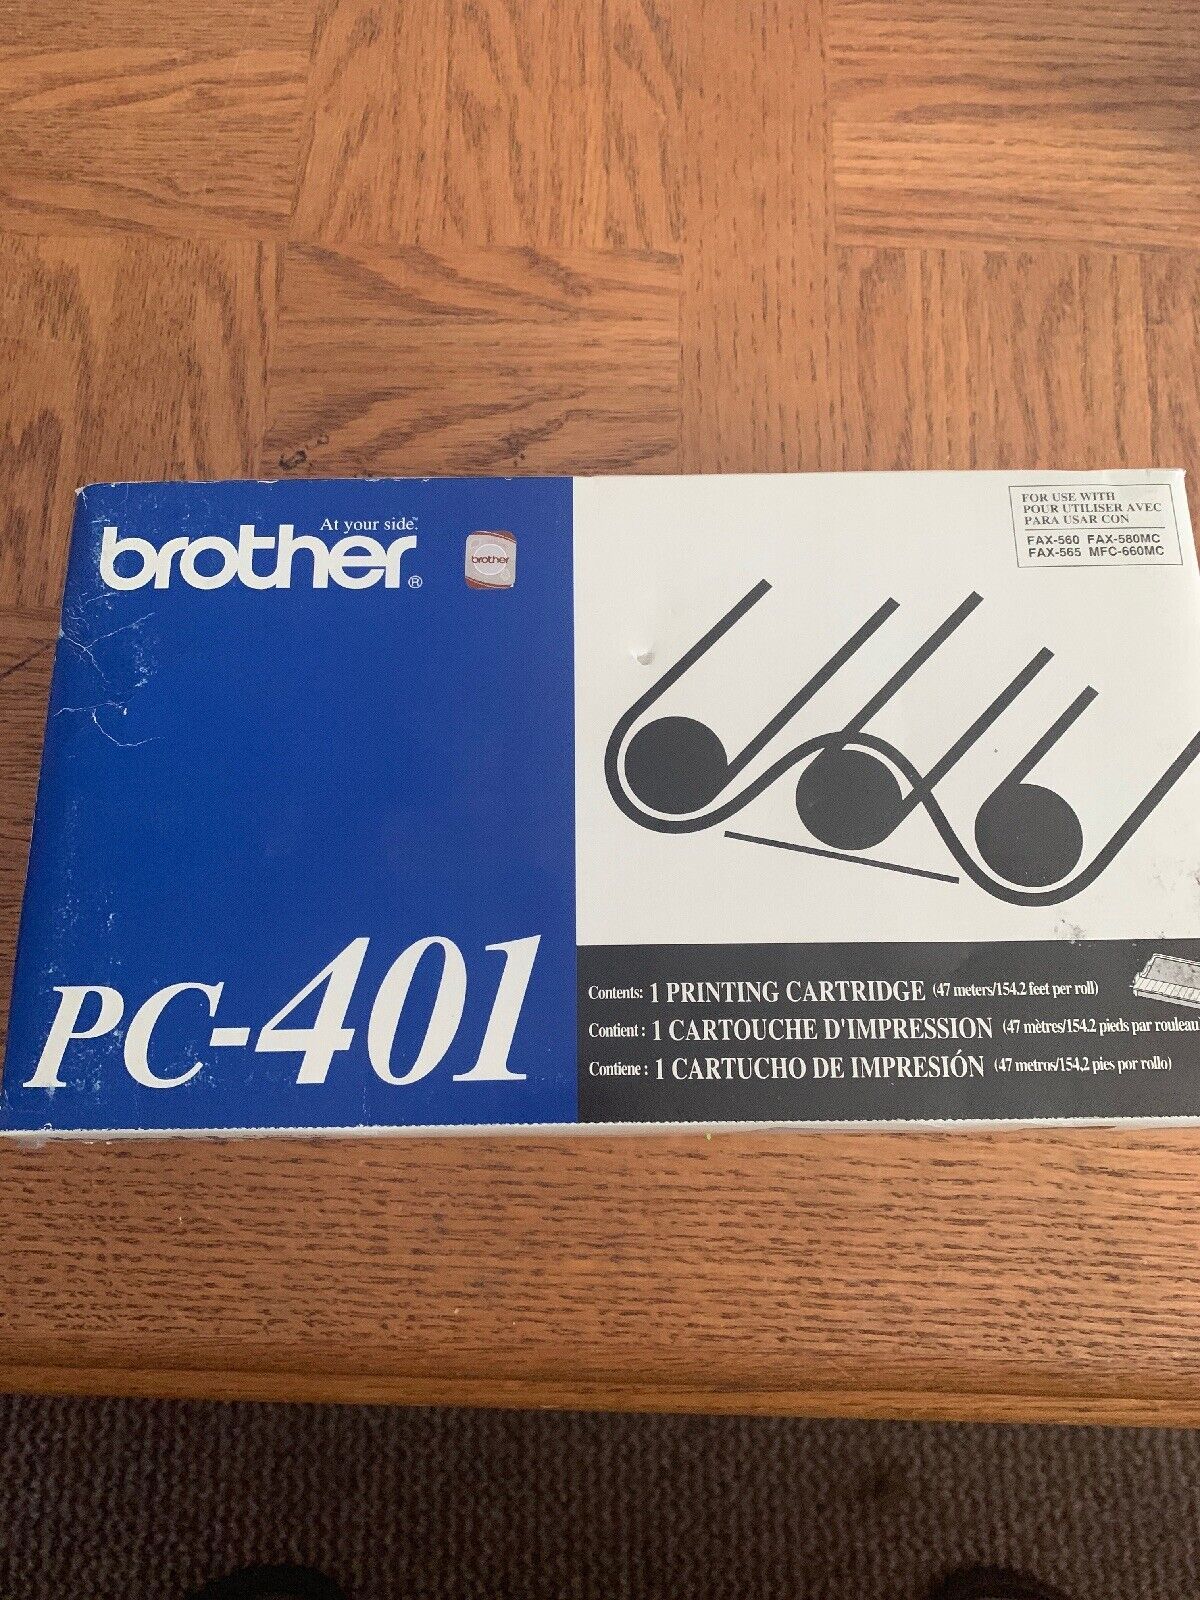 At your side.™
brother®
brother
FOR USE WITH
POUR UTILISER AVEC
PARA USAR CON
FAX-560 FAX-580MC
FAX-565 MFC-660MC
PC-401
Contents: 1 PRINTING CARTRIDGE (47 meters/154.2 feet per roll)
Contient : 1 CARTOUCHE D'IMPRESSION (47 mètres/154.2 pieds par rouleau
Contiene : 1 CARTUCHO DE IMPRESIÓN (47 metros/154,2 pies por rollo)